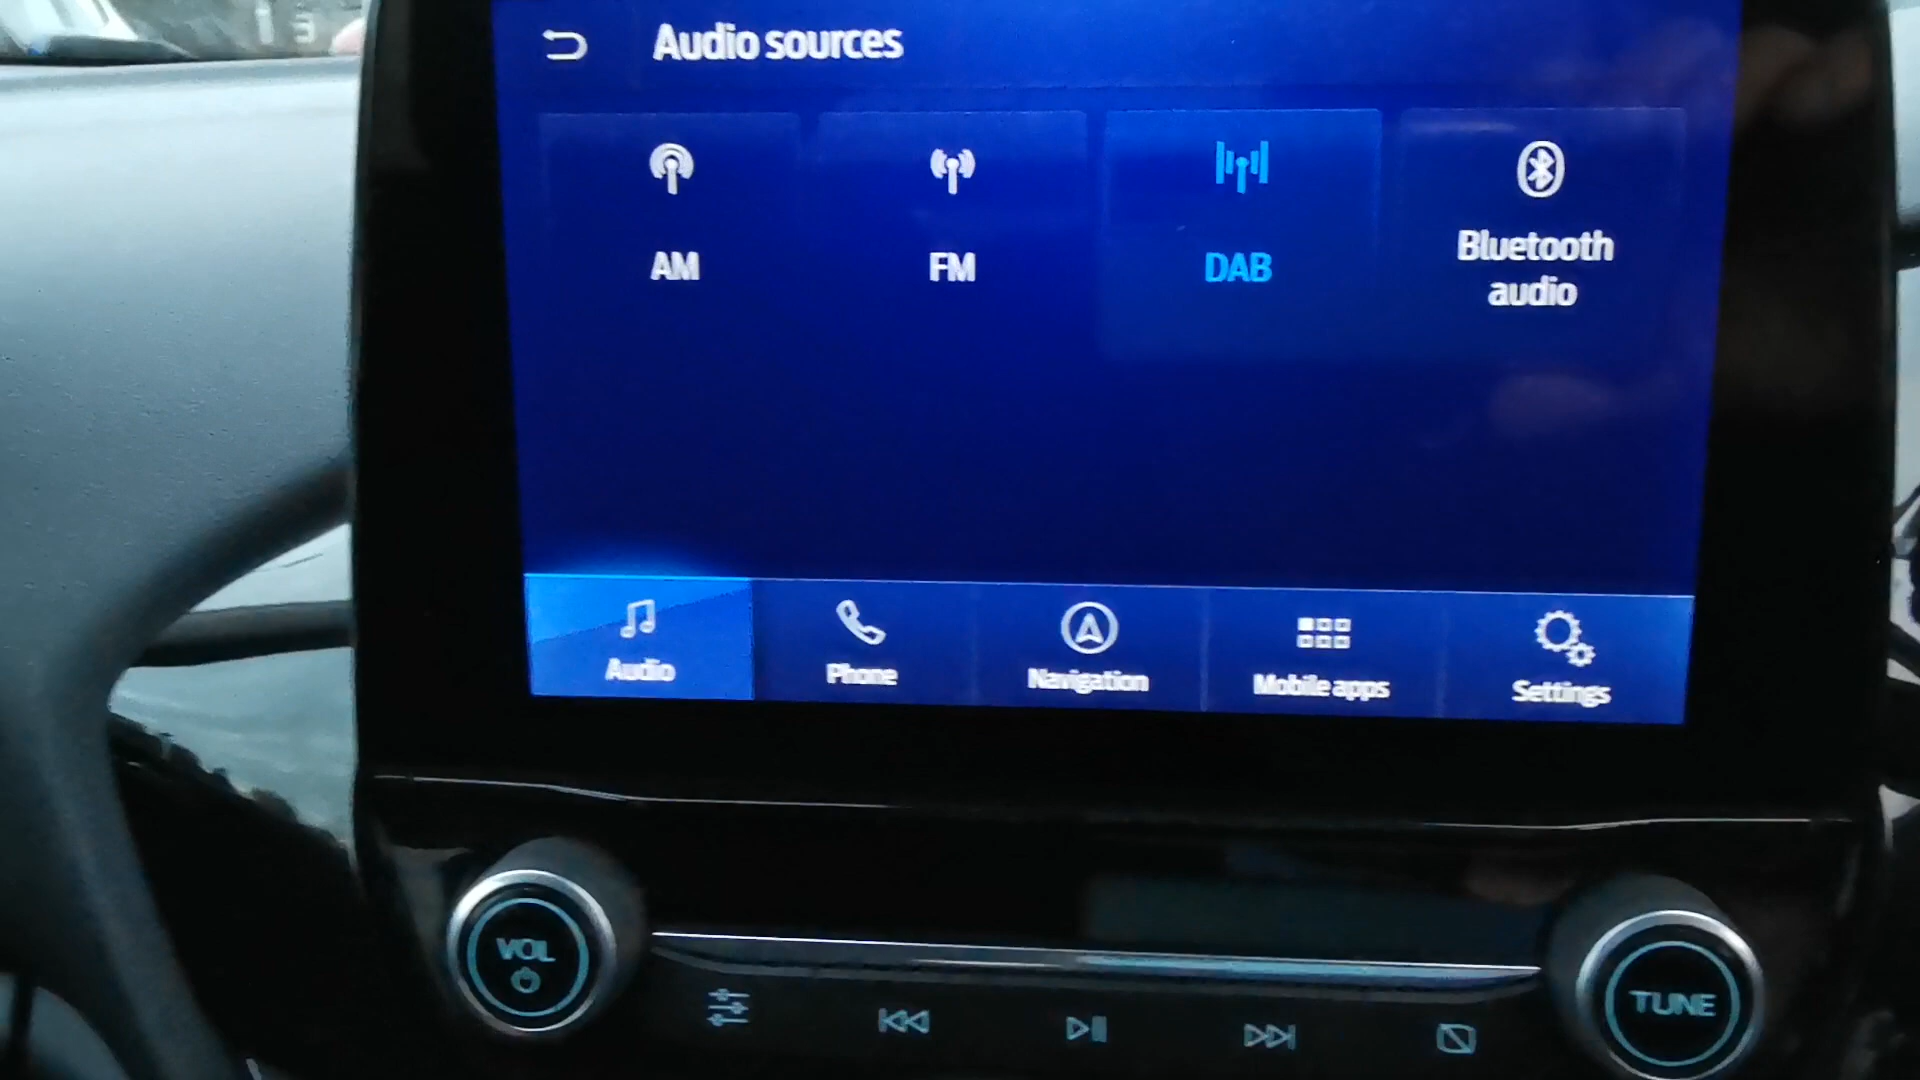 Audio sources
AM
FM
DAB
Bluetooth
audio
Audio
Phone
Navigation
Mobile apps
Settings
VOL
TUNE